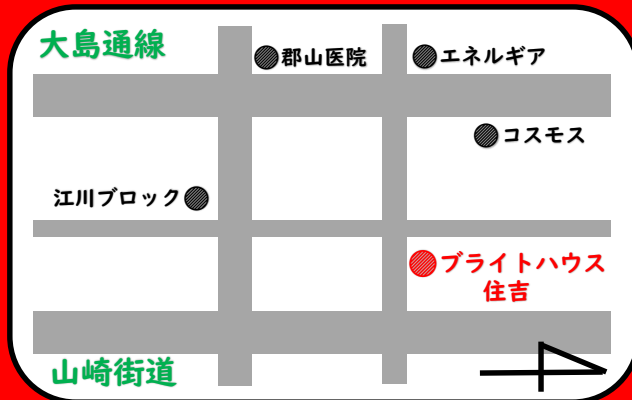 大島通線
郡山医院
エネルギア
コスモス
江川ブロック
ブライトハウス
住吉
山崎街道